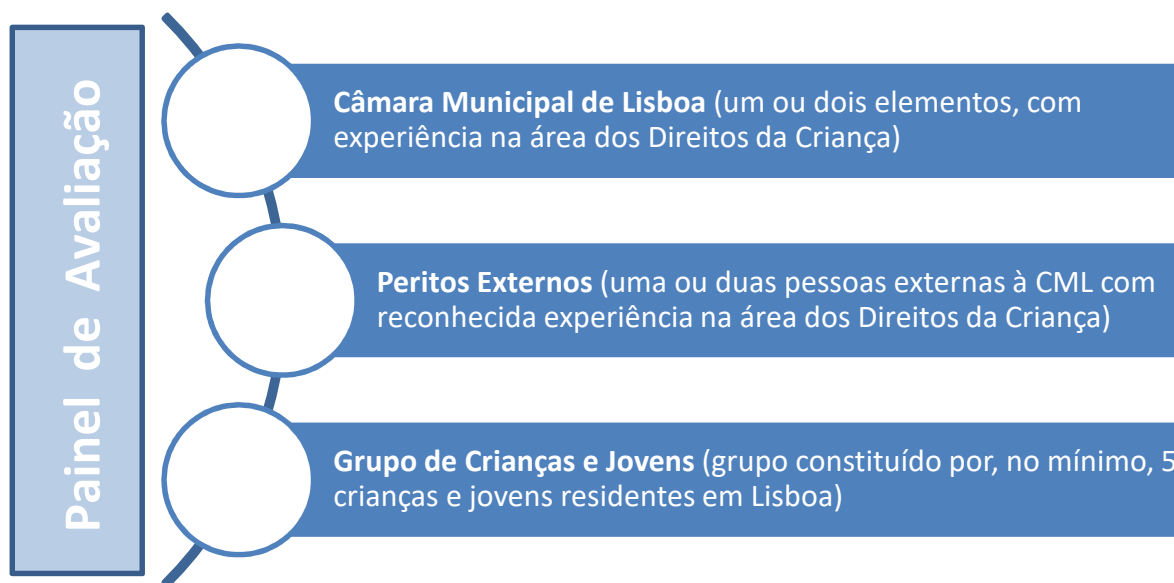 Painel de Avaliação
Câmara Municipal de Lisboa (um ou dois elementos, com
experiência na área dos Direitos da Criança)
Peritos Externos (uma ou duas pessoas externas à CML com
reconhecida experiência na área dos Direitos da Criança)
Grupo de Crianças e Jovens (grupo constituído por, no mínimo, 5
crianças e jovens residentes em Lisboa)